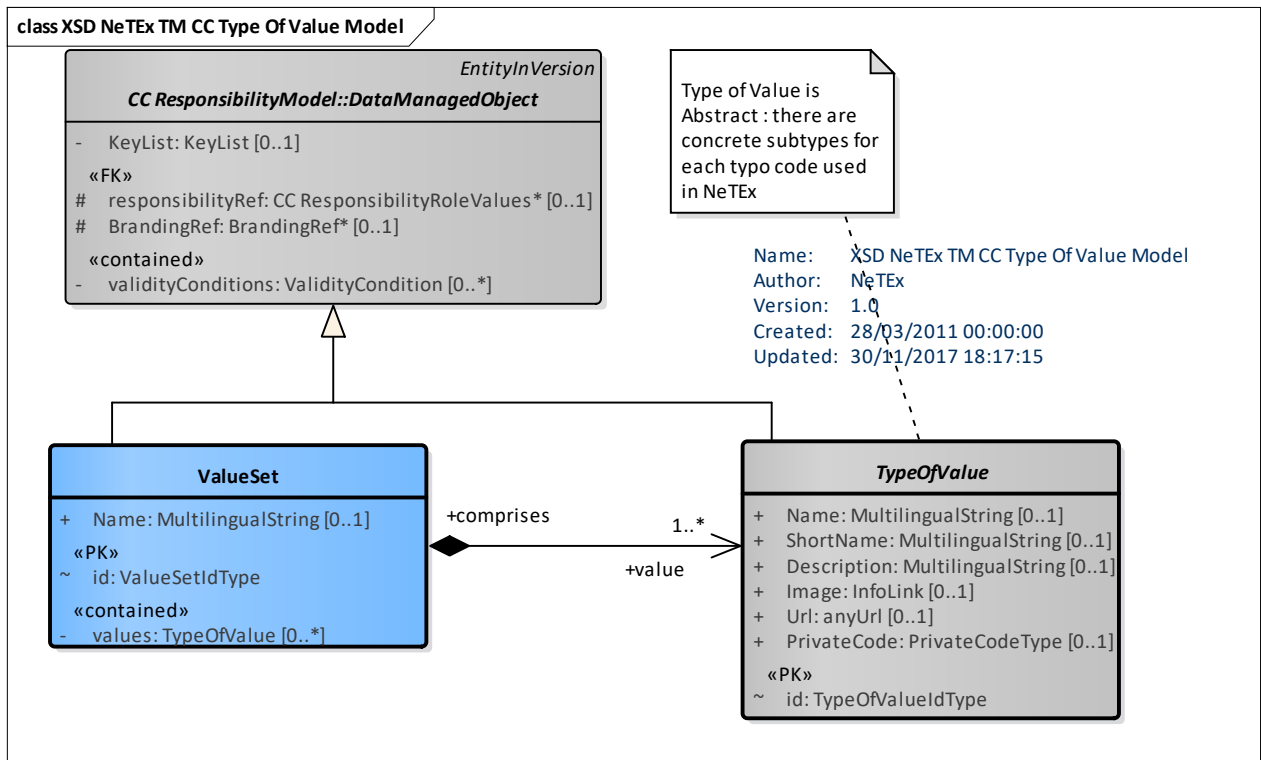 class XSD NeTEx TM CC Type Of Value Model
EntityInVersion
CC ResponsibilityModel::DataManagedObject
- KeyList: KeyList [0..1]
«FK»
# responsibilityRef: CC ResponsibilityRoleValues* [0..1]
# BrandingRef: BrandingRef* [0..1]
«contained»
- validityConditions: ValidityCondition [0..*]
Type of Value is
Abstract : there are
concrete subtypes for
each typo code used
in NeTEx
Name: XSD NeTEx TM CC Type Of Value Model
Author: NeTEx
Version: 1.0
Created: 28/03/2011 00:00:00
Updated: 30/11/2017 18:17:15
ValueSet
+ Name: MultilingualString [0..1]
«PK»
~ id: ValueSetIdType
«contained»
- values: TypeOfValue [0..*]
+comprises
1..*
+value
TypeOfValue
+ Name: MultilingualString [0..1]
+ ShortName: MultilingualString [0..1]
+ Description: MultilingualString [0..1]
+ Image: InfoLink [0..1]
+ Url: anyUrl [0..1]
+ PrivateCode: PrivateCodeType [0..1]
«PK»
~ id: TypeOfValueIdType